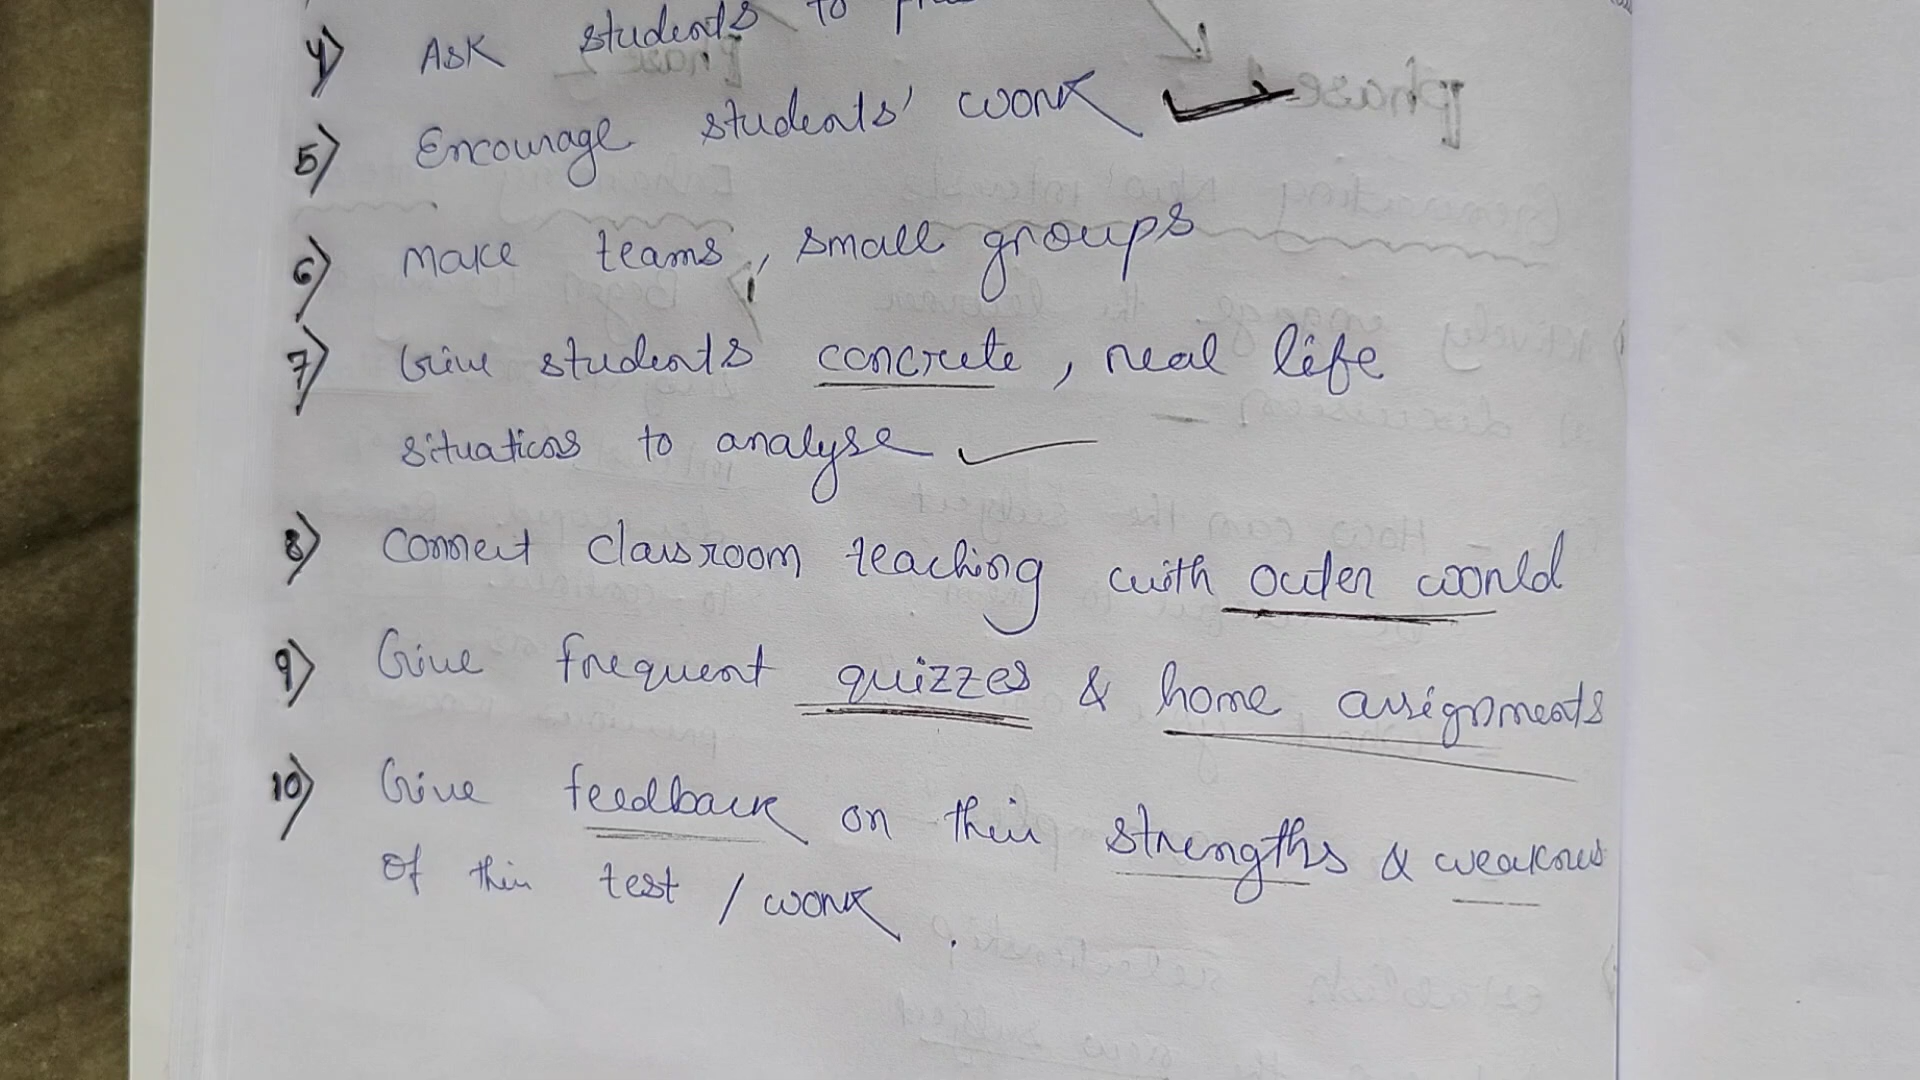 4) Ask students to
5) Encourage students' work
6) Make teams, small groups
7) Give students concrete, real life
situations to analyse
8) Connect classroom teaching with outer world
9) Give frequent quizzes & home assignments
10) Give feedback on their strengths & weakness
of their test / work.